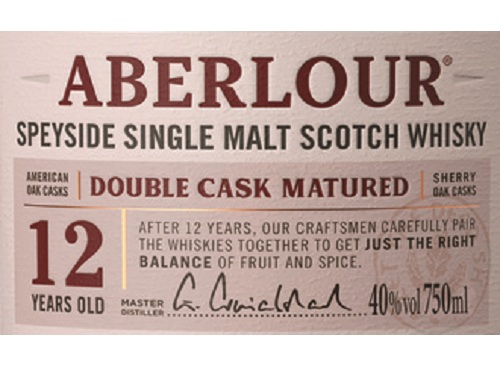 ABERLOUR®
SPEYSIDE SINGLE MALT SCOTCH WHISKY
AMERICAN
OAK CASKS
DOUBLE CASK MATURED
SHERRY
OAK CASKS
12
YEARS OLD
AFTER 12 YEARS, OUR CRAFTSMEN CAREFULLY PAIR
THE WHISKIES TOGETHER TO GET JUST THE RIGHT
BALANCE OF FRUIT AND SPICE.
MASTER
DISTILLER
40%vol 750ml